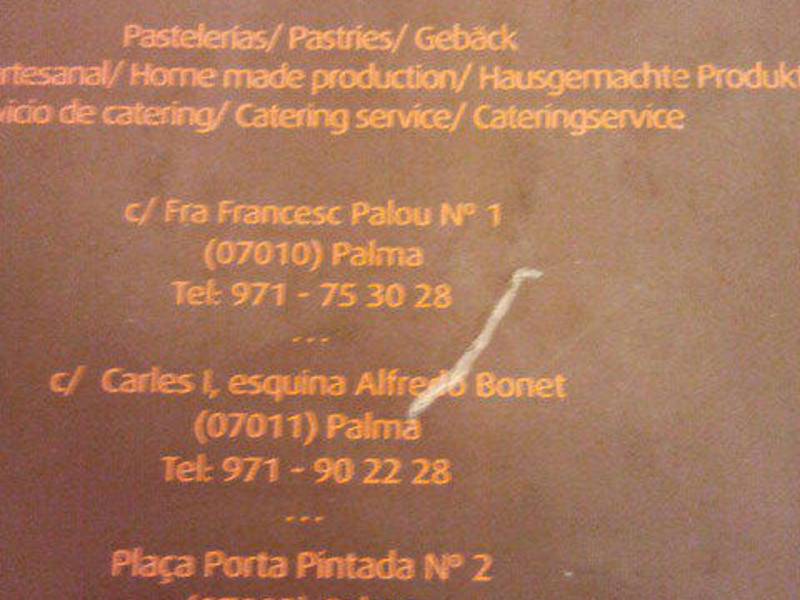 Pastelerías/ Pastries/ Gebäck
rtesanal/ Home made production/ Hausgemachte Produkt
vicio de catering/ Catering service/ Cateringservice
c/ Fra Francesc Palou Nº 1
(07010) Palma
Tel: 971 - 75 30 28
...
c/ Carles I, esquina Alfredo Bonet
(07011) Palma
Tel: 971 - 90 22 28
...
Plaça Porta Pintada Nº 2